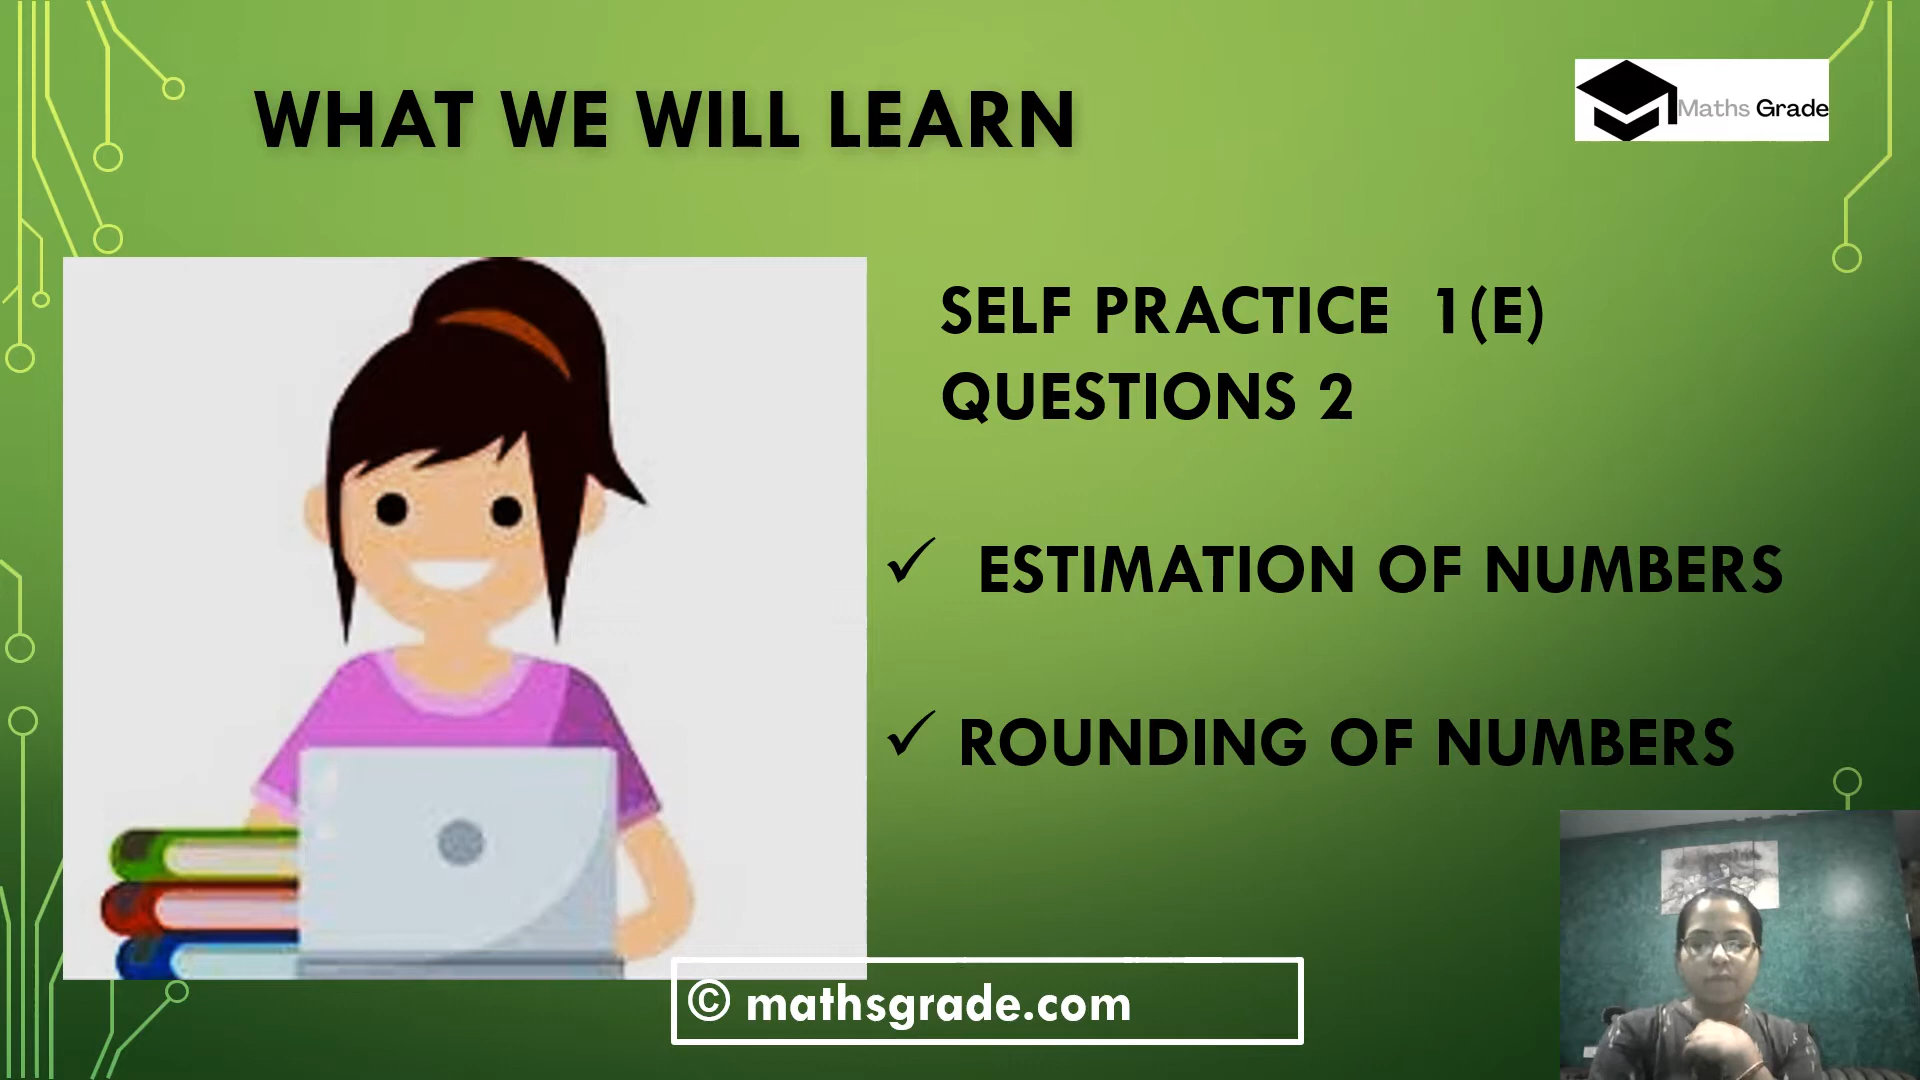 WHAT WE WILL LEARN
Maths Grade
SELF PRACTICE 1(E)
QUESTIONS 2
✓ ESTIMATION OF NUMBERS
✓ ROUNDING OF NUMBERS
© mathsgrade.com